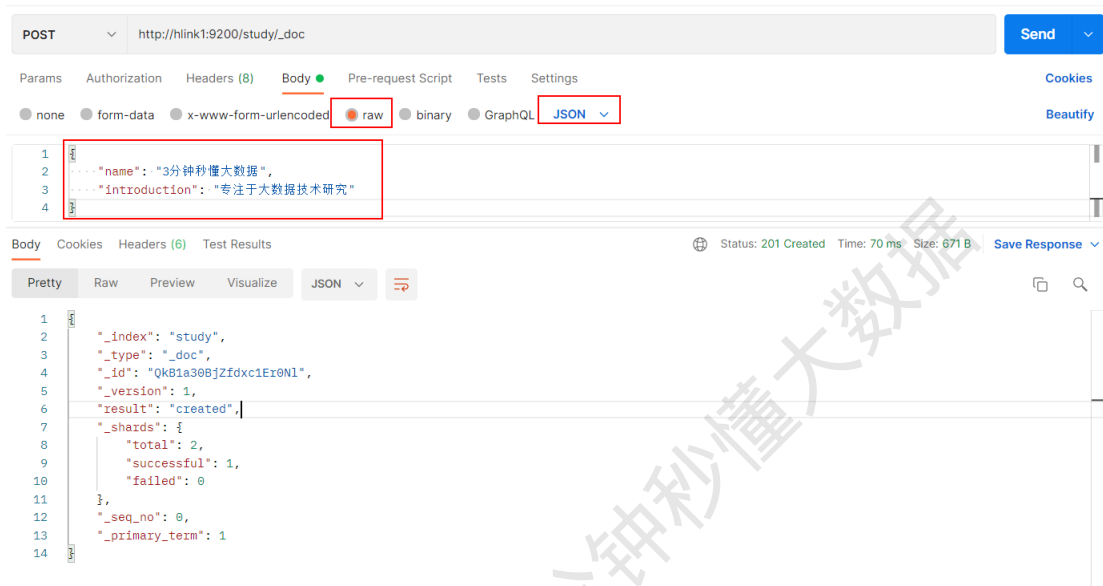 POST http://hlink1:9200/study/_doc Send
Params Authorization Headers (8) Body Pre-request Script Tests Settings Cookies
none form-data x-www-form-urlencoded raw binary GraphQL JSON Beautify
1 {
2 "name": "3分钟秒懂大数据",
3 "introduction": "专注于大数据技术研究"
4 }
Body Cookies Headers (6) Test Results Status: 201 Created Time: 70 ms Size: 671 B Save Response
Pretty Raw Preview Visualize JSON
1 {
2 "_index": "study",
3 "_type": "_doc",
4 "_id": "QkB1a30BjZfdxc1Er0Nl",
5 "_version": 1,
6 "result": "created",
7 "_shards": {
8 "total": 2,
9 "successful": 1,
10 "failed": 0
11 },
12 "_seq_no": 0,
13 "_primary_term": 1
14 }
钟秒懂大数据